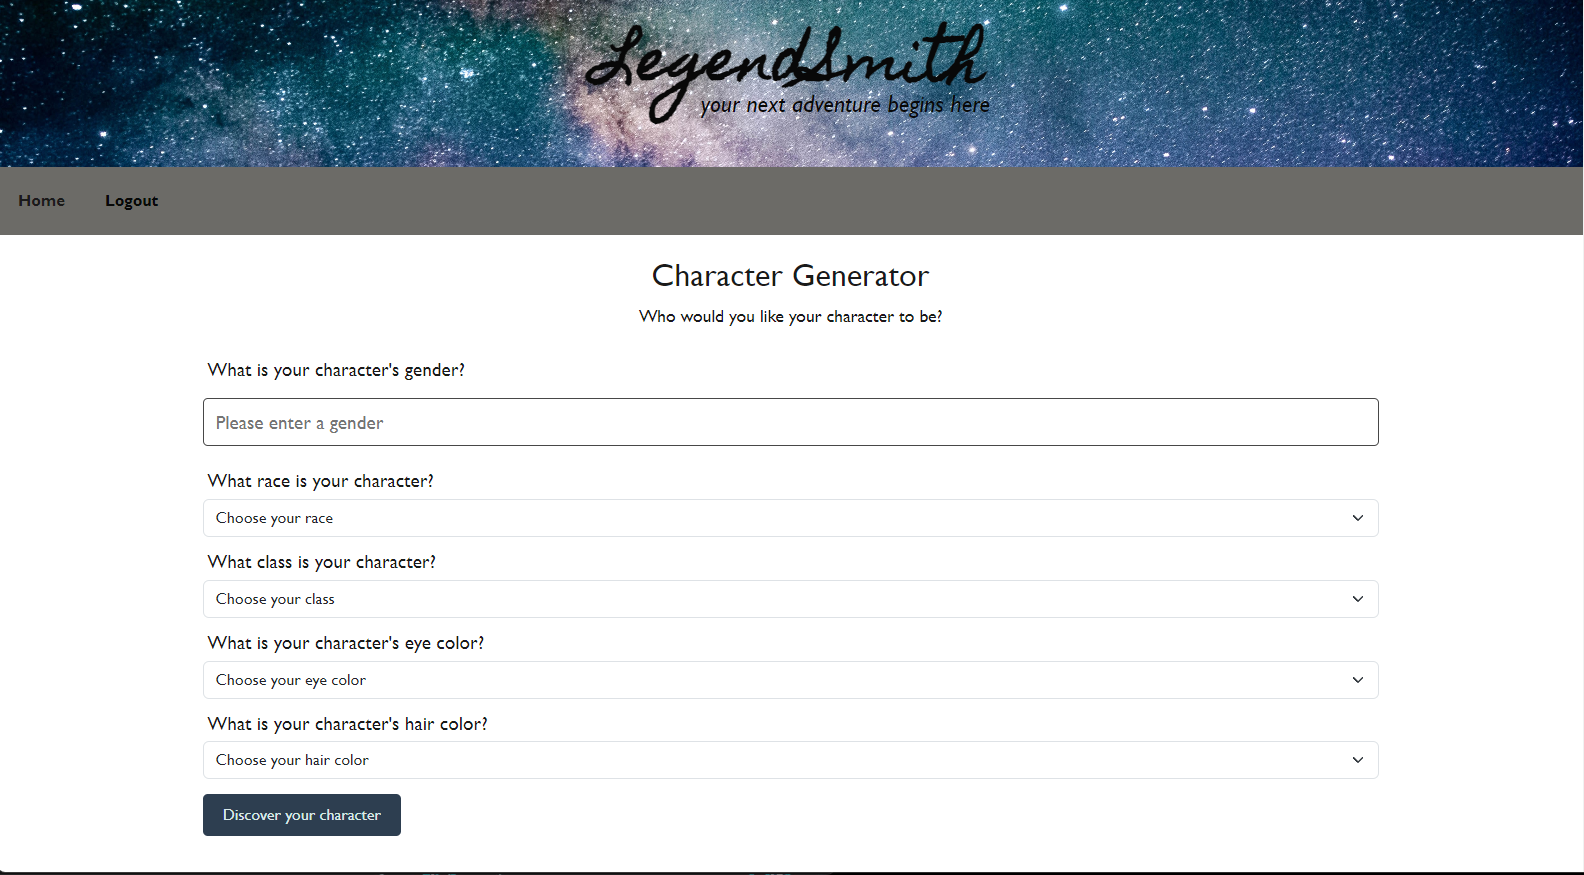 LegendSmith
your next adventure begins here
Home Logout
Character Generator
Who would you like your character to be?
What is your character's gender?
Please enter a gender
What race is your character?
Choose your race
What class is your character?
Choose your class
What is your character's eye color?
Choose your eye color
What is your character's hair color?
Choose your hair color
Discover your character